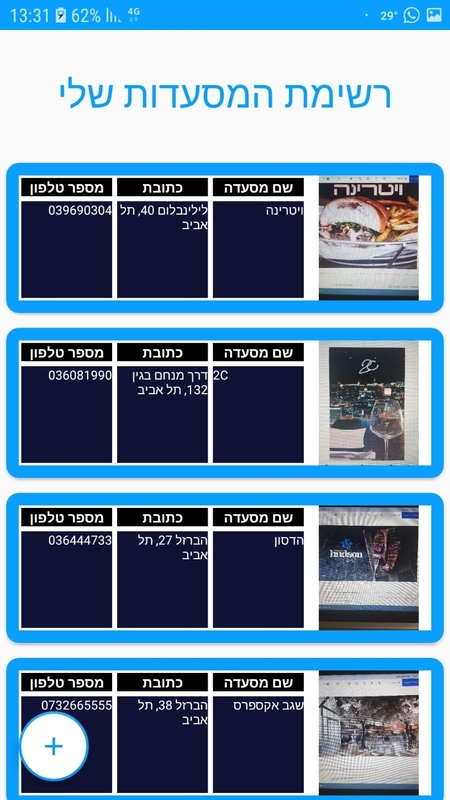 13:31 62% 4G 29°
רשימת המסעדות שלי
ויטרינה
שם מסעדה כתובת מספר טלפון
ויטרינה לילינבלום 40, תל אביב 039690304
2C
שם מסעדה כתובת מספר טלפון
2C דרך מנחם בגין 132, תל אביב 036081990
hudson
שם מסעדה כתובת מספר טלפון
הדסון הברזל 27, תל אביב 036444733
שם מסעדה כתובת מספר טלפון
שגב אקספרס הברזל 38, תל אביב 0732665555
+